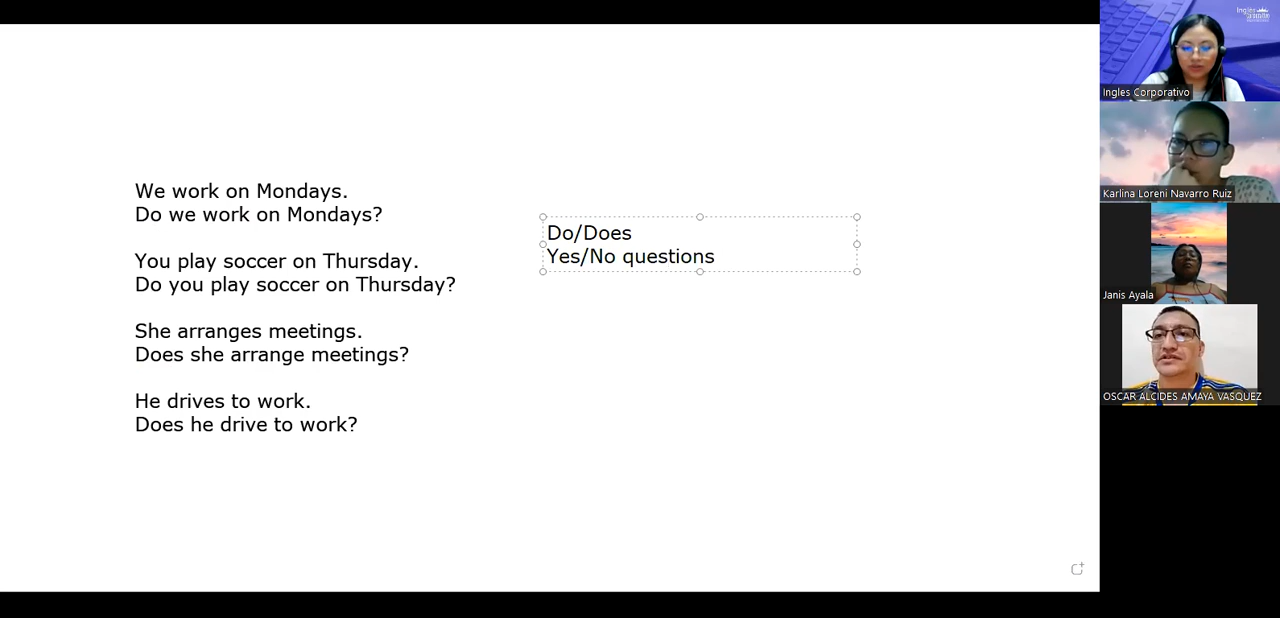 We work on Mondays.
Do we work on Mondays?
You play soccer on Thursday.
Do you play soccer on Thursday?
She arranges meetings.
Does she arrange meetings?
He drives to work.
Does he drive to work?
Do/Does
Yes/No questions
Ingles Corporativo
Karlina Loreni Navarro Ruiz
Janis Ayala
OSCAR ALCIDES AMAYA VASQUEZ